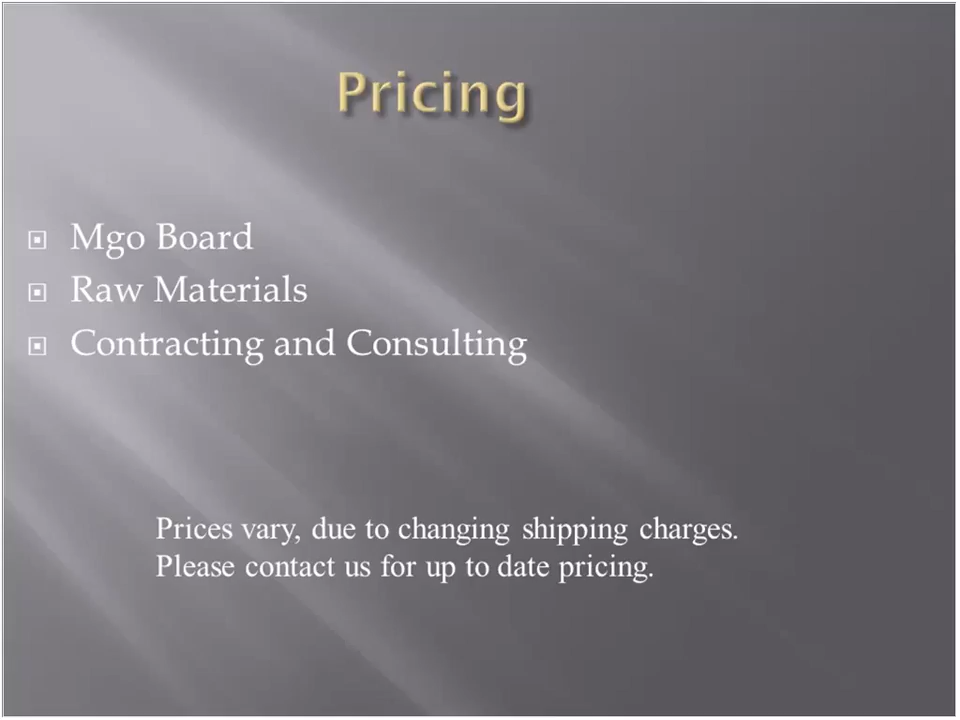 Pricing
Mgo Board
Raw Materials
Contracting and Consulting
Prices vary, due to changing shipping charges.
Please contact us for up to date pricing.